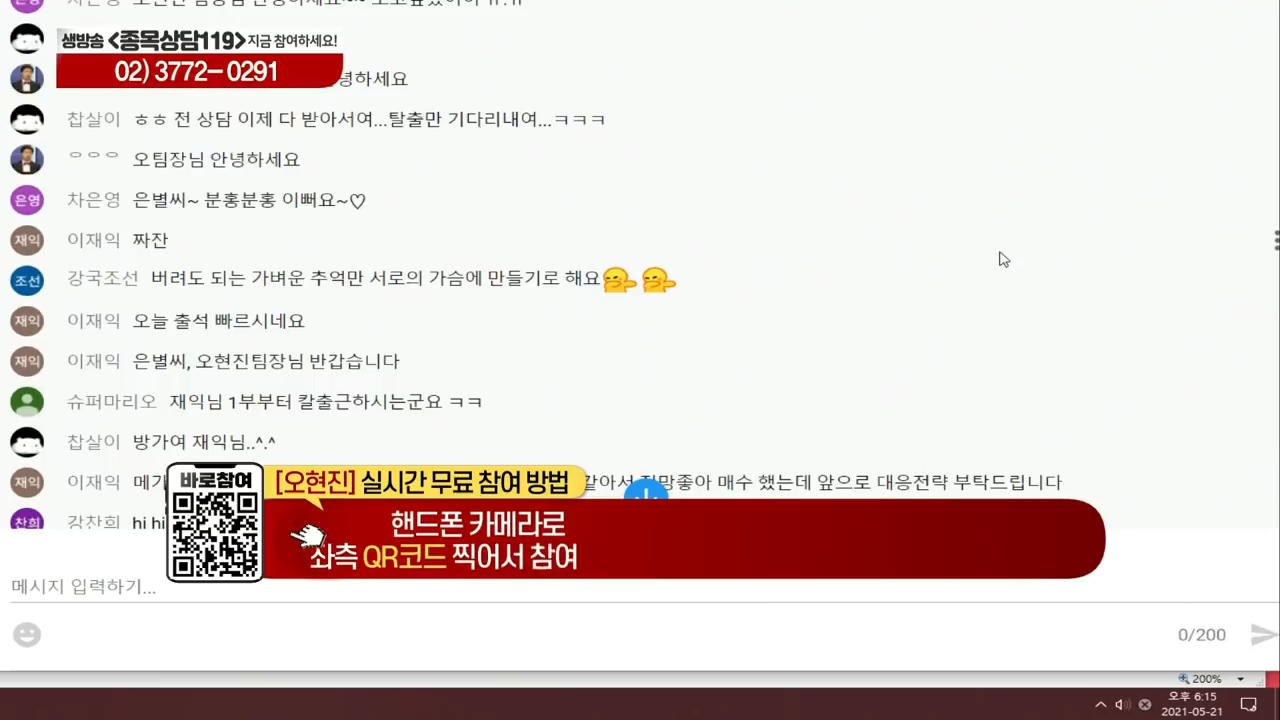 생방송 <종목상담119> 지금 참여하세요!
02) 3772-0291
녕하세요
찹살이 ㅎㅎ 전 상담 이제 다 받아서여...탈출만 기다리내여...ㅋㅋㅋ
오팀장님 안녕하세요
은영 차은영 은별씨~ 분홍분홍 이뻐요~♡
재익 이재익 짜잔
조선 강국조선 버려도 되는 가벼운 추억만 서로의 가슴에 만들기로 해요
재익 이재익 오늘 출석 빠르시네요
재익 이재익 은별씨, 오현진팀장님 반갑습니다
슈퍼마리오 재익님 1부부터 칼출근하시는군요 ㅋㅋ
찹살이 방가여 재익님..^.^
재익 이재익 메가 같아서 매수 했는데 앞으로 대응전략 부탁드립니다
찬희 강찬희 hi hi
바로참여
[오현진] 실시간 무료 참여 방법
핸드폰 카메라로
좌측 QR코드 찍어서 참여
메시지 입력하기...
0/200
200%
오후 6:15
2021-05-21